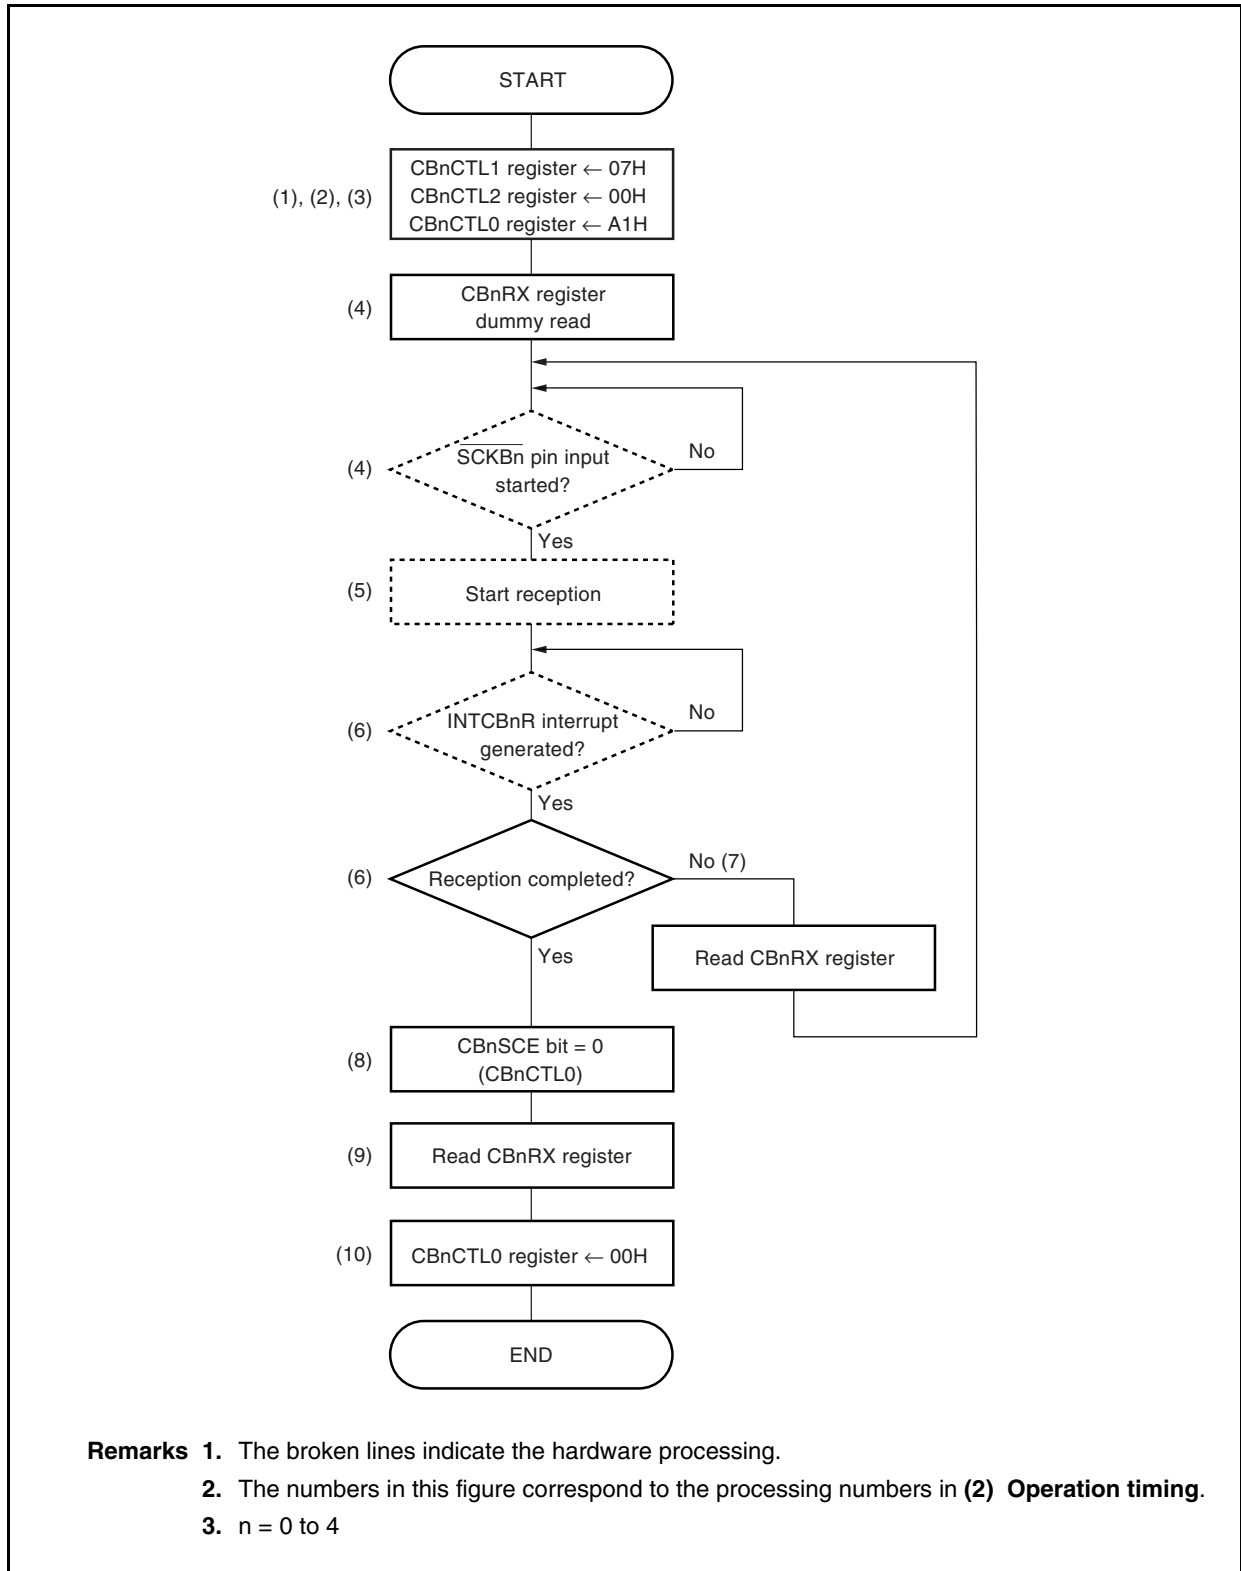 START
(1), (2), (3)
CBnCTL1 register ← 07H
CBnCTL2 register ← 00H
CBnCTL0 register ← A1H
(4)
CBnRX register
dummy read
(4)
SCKBn pin input
started?
No
Yes
(5)
Start reception
(6)
INTCBnR interrupt
generated?
No
Yes
(6)
Reception completed?
No (7)
Read CBnRX register
Yes
(8)
CBnSCE bit = 0
(CBnCTL0)
(9)
Read CBnRX register
(10)
CBnCTL0 register ← 00H
END
Remarks 1. The broken lines indicate the hardware processing.
2. The numbers in this figure correspond to the processing numbers in (2) Operation timing.
3. n = 0 to 4